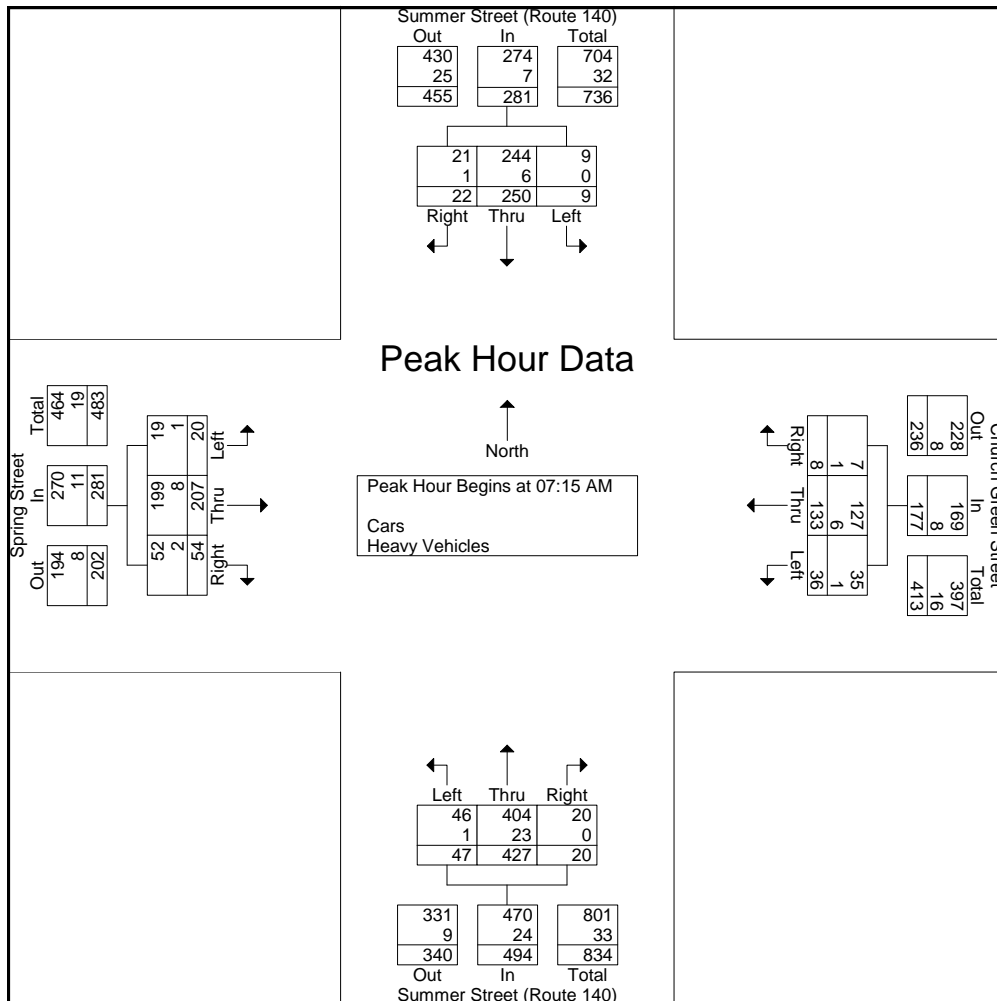 Summer Street (Route 140)
Out In Total
430 274 704
25 7 32
455 281 736
21 244 9
1 6 0
22 250 9
Right Thru Left
Peak Hour Data
North
Peak Hour Begins at 07:15 AM
Cars
Heavy Vehicles
Spring Street
Out In Total
194 270 464
8 11 19
202 281 483
Left Thru Right
19 199 52
1 8 2
20 207 54
Church Green Street
Out In Total
228 169 397
8 8 16
236 177 413
7 127 35
1 6 1
8 133 36
Right Thru Left
Left Thru Right
46 404 20
1 23 0
47 427 20
331 470 801
9 24 33
340 494 834
Out In Total
Summer Street (Route 140)